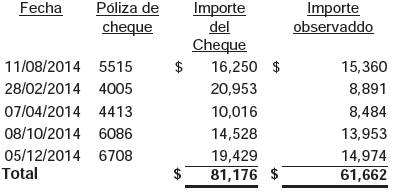 Fecha Póliza de cheque Importe del Cheque Importe observaddo
11/08/2014 5515 $ 16,250 $ 15,360
28/02/2014 4005 20,953 8,891
07/04/2014 4413 10,016 8,484
08/10/2014 6086 14,528 13,953
05/12/2014 6708 19,429 14,974
Total $ 81,176 $ 61,662